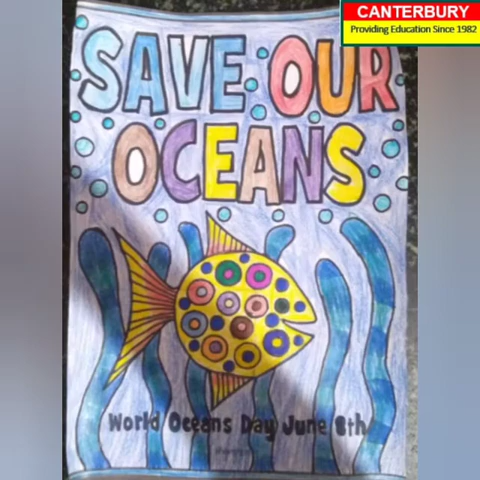 CANTERBURY
Providing Education Since 1982
SAVE OUR
OCEANS
World Oceans Day June 8th